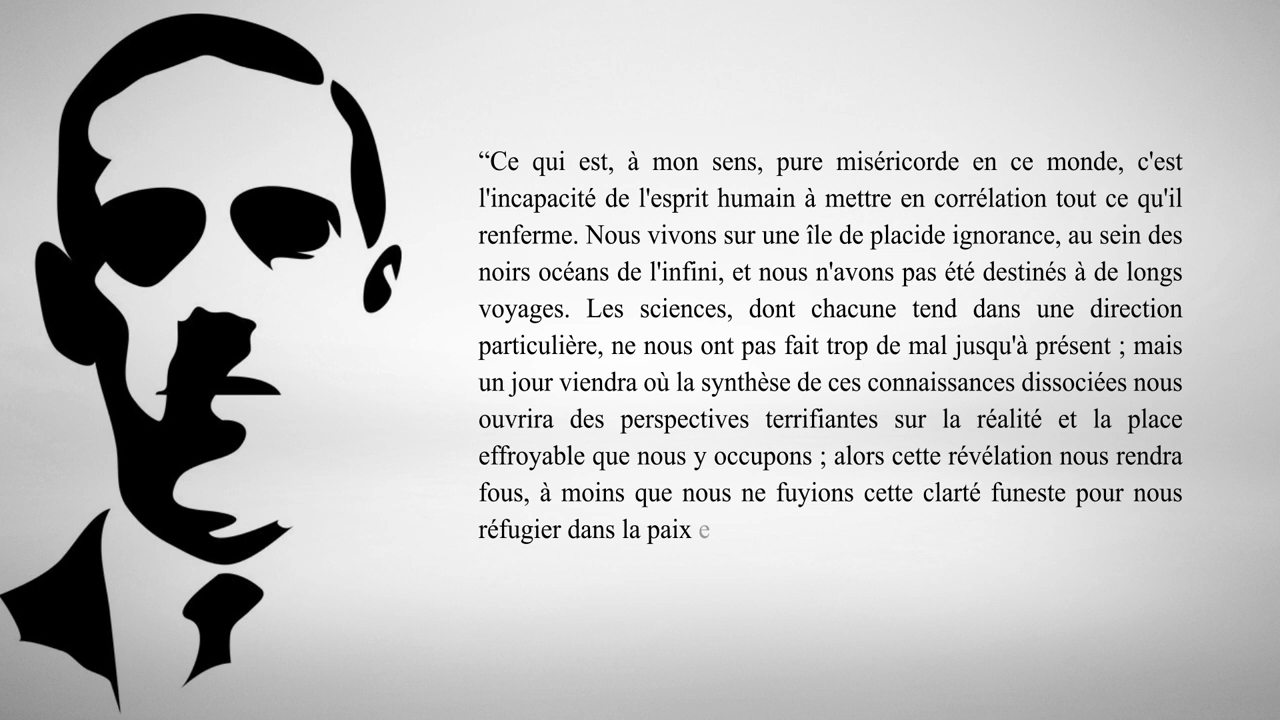 “Ce qui est, à mon sens, pure miséricorde en ce monde, c'est
l'incapacité de l'esprit humain à mettre en corrélation tout ce qu'il
renferme. Nous vivons sur une île de placide ignorance, au sein des
noirs océans de l'infini, et nous n'avons pas été destinés à de longs
voyages. Les sciences, dont chacune tend dans une direction
particulière, ne nous ont pas fait trop de mal jusqu'à présent ; mais
un jour viendra où la synthèse de ces connaissances dissociées nous
ouvrira des perspectives terrifiantes sur la réalité et la place
effroyable que nous y occupons ; alors cette révélation nous rendra
fous, à moins que nous ne fuyions cette clarté funeste pour nous
réfugier dans la paix e